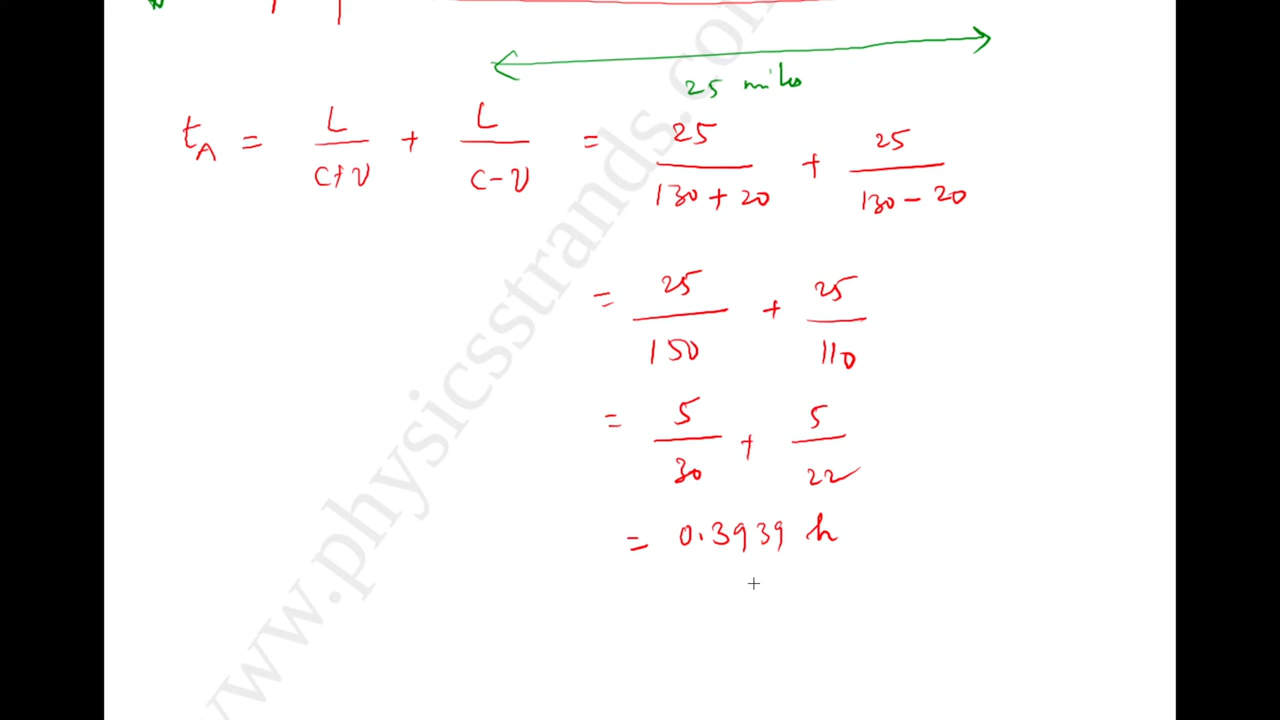 25 miles
t_A = L/(c+v) + L/(c-v) = 25/(130 + 20) + 25/(130 - 20)
= 25/150 + 25/110
= 5/30 + 5/22
= 0.3939 h
www.physicsstrands.com